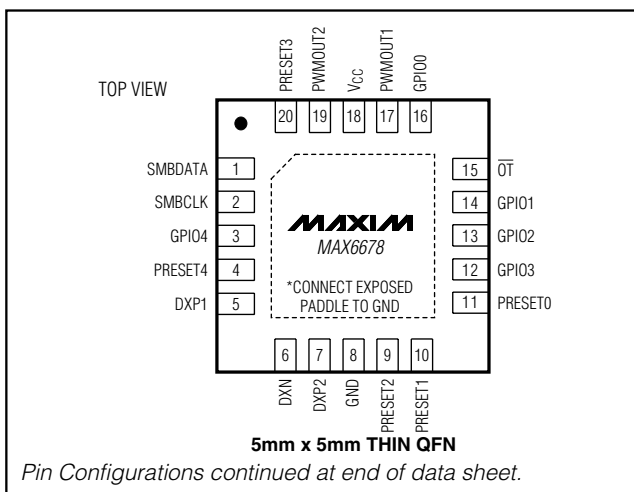 TOP VIEW
PRESET3
PWMOUT2
VCC
PWMOUT1
GPIO0
20 19 18 17 16
SMBDATA 1
SMBCLK 2
GPIO4 3
PRESET4 4
DXP1 5
15 OT
14 GPIO1
13 GPIO2
12 GPIO3
11 PRESET0
MAXIM
MAX6678
*CONNECT EXPOSED
PADDLE TO GND
6 7 8 9 10
DXN
DXP2
GND
PRESET2
PRESET1
5mm x 5mm THIN QFN
Pin Configurations continued at end of data sheet.